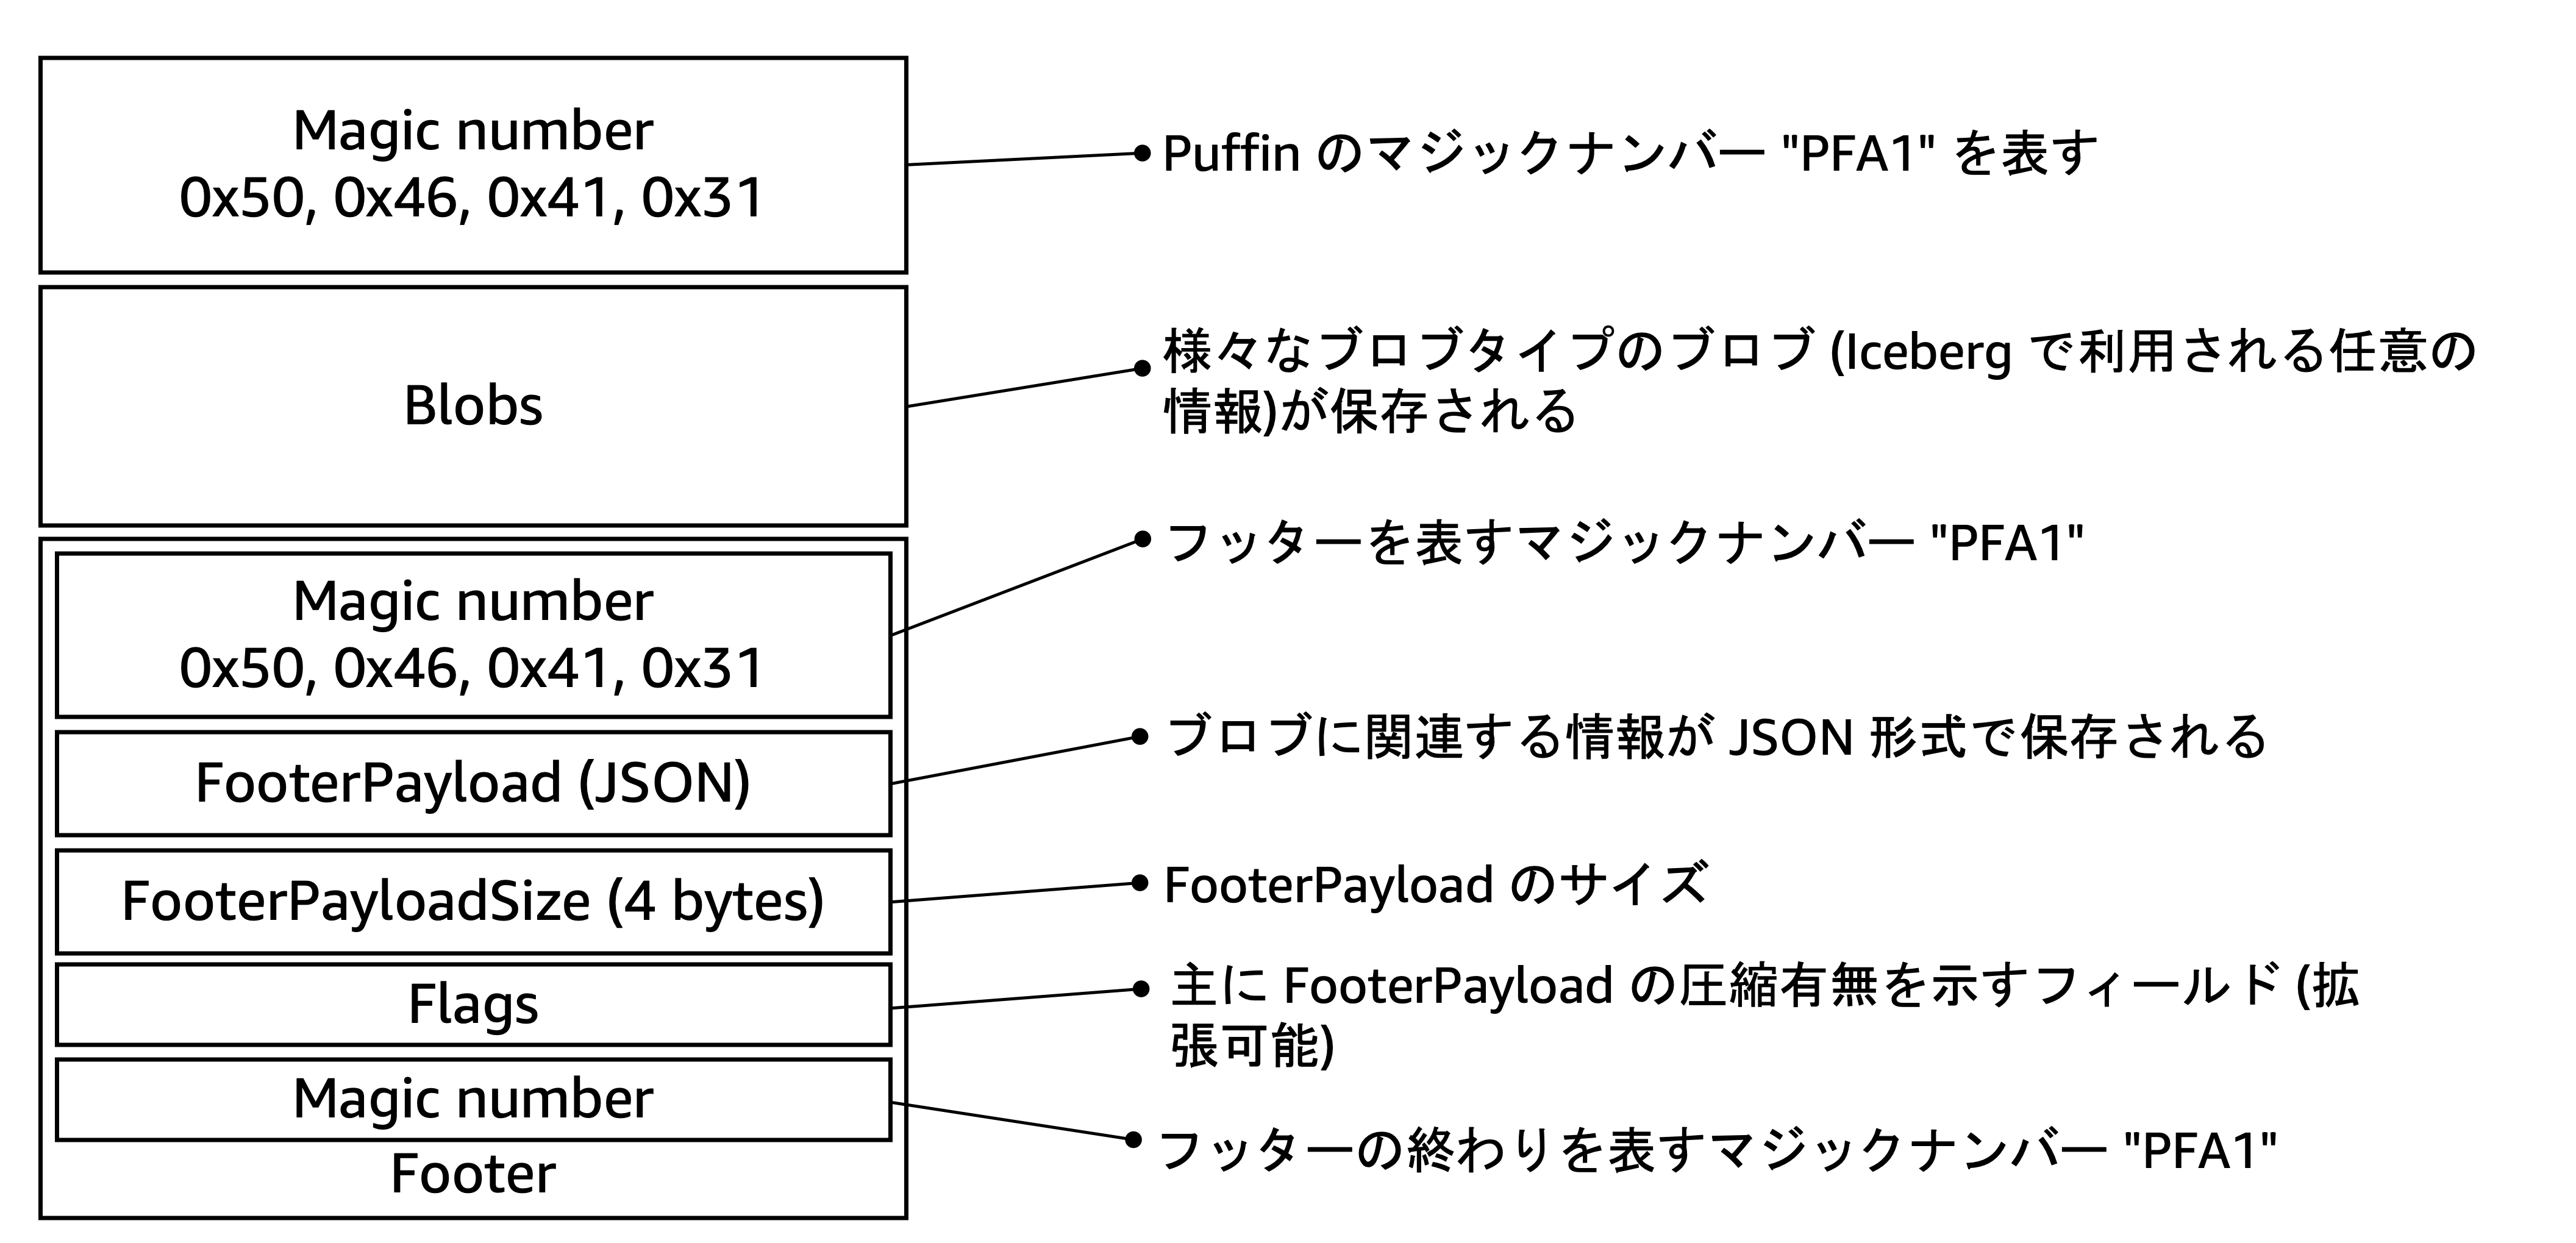 Magic number
0x50, 0x46, 0x41, 0x31
Puffin のマジックナンバー "PFA1" を表す
Blobs
様々なブロブタイプのブロブ (Iceberg で利用される任意の
情報)が保存される
Magic number
0x50, 0x46, 0x41, 0x31
フッターを表すマジックナンバー "PFA1"
FooterPayload (JSON)
ブロブに関連する情報が JSON 形式で保存される
FooterPayloadSize (4 bytes)
FooterPayload のサイズ
Flags
主に FooterPayload の圧縮有無を示すフィールド (拡
張可能)
Magic number
フッターの終わりを表すマジックナンバー "PFA1"
Footer